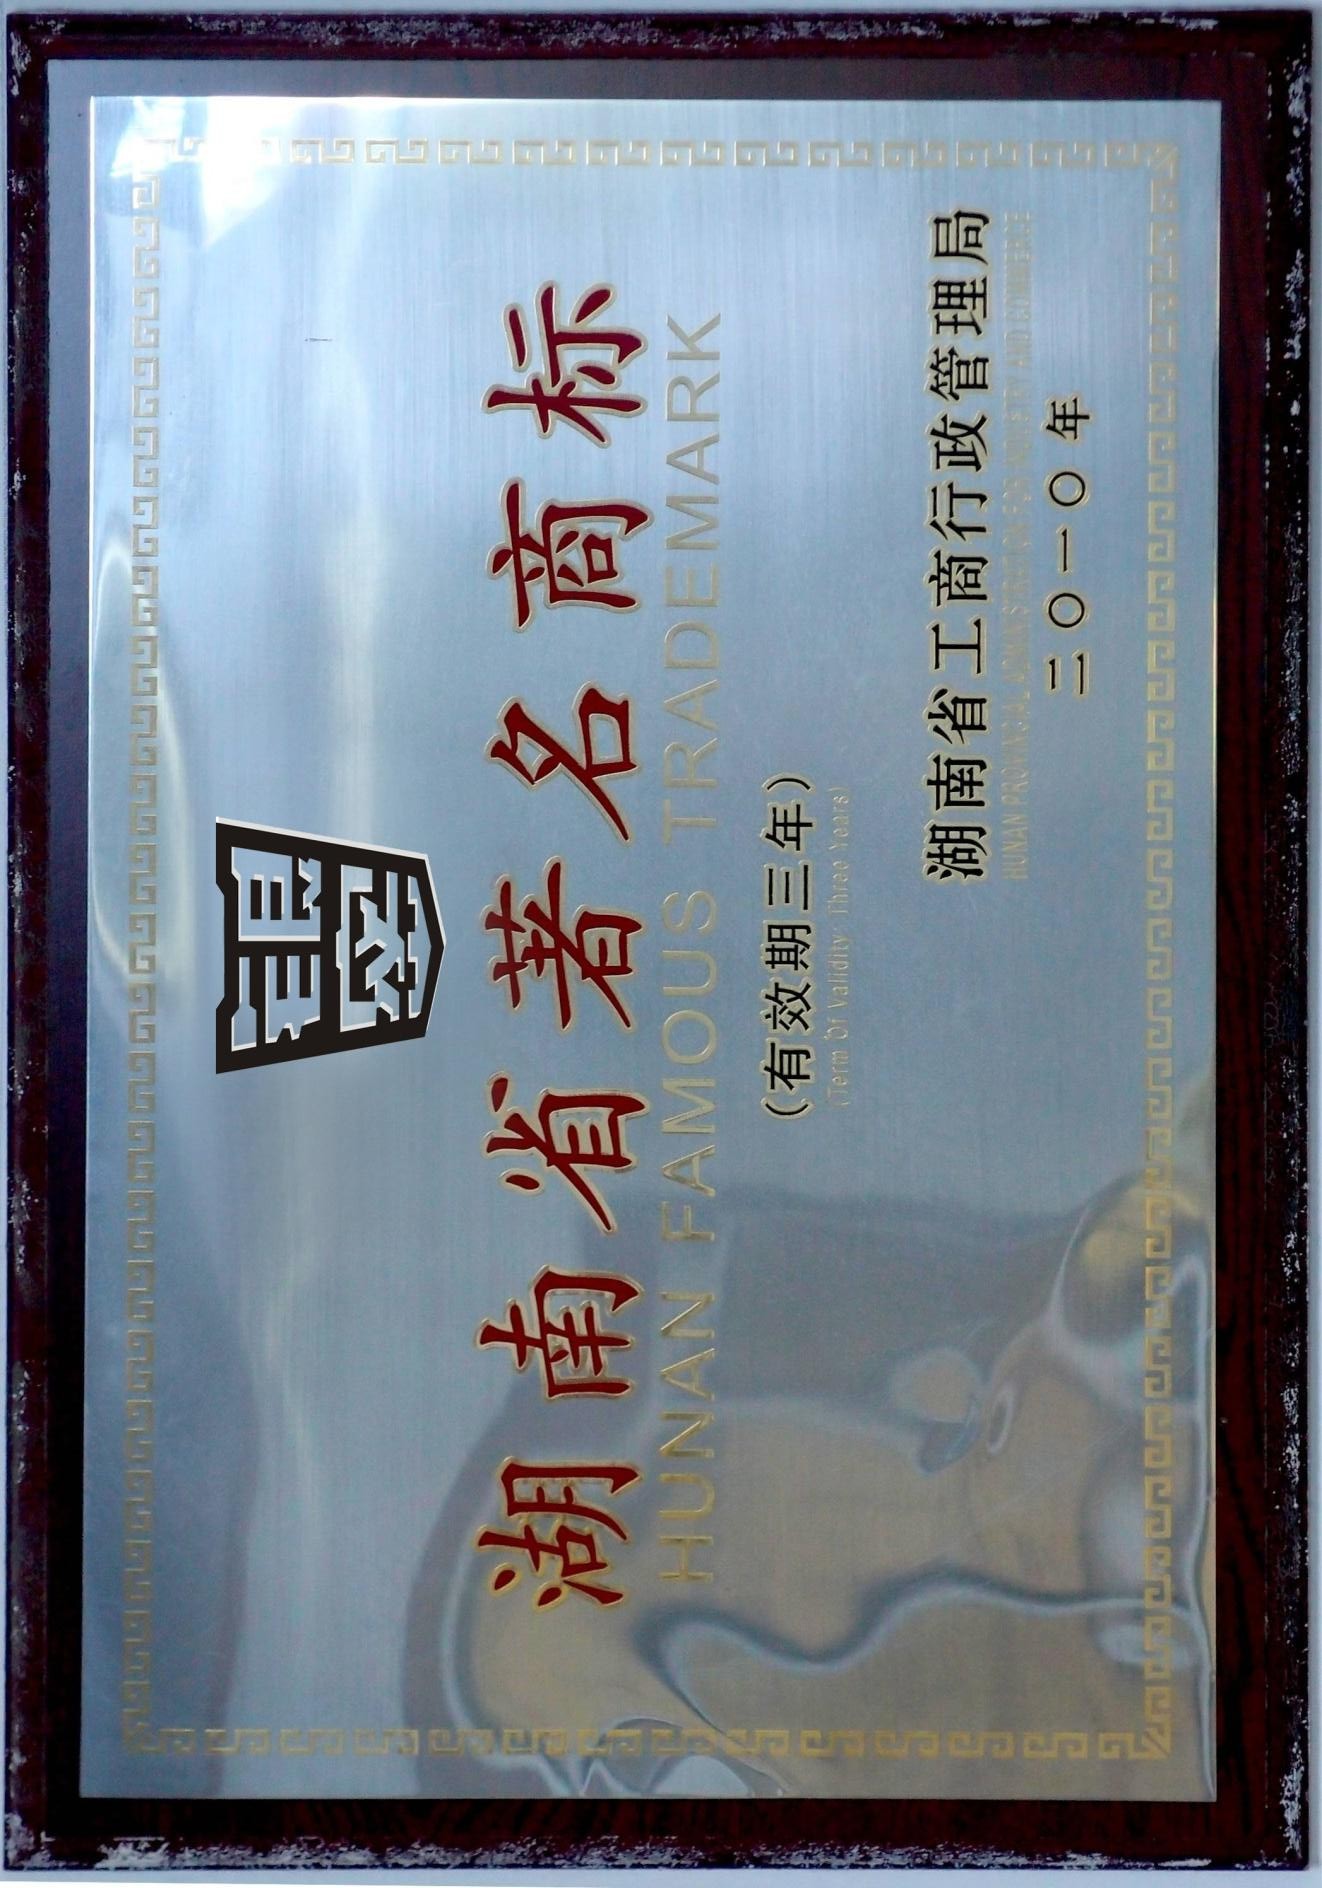 湖南省著名商标
HUNAN FAMOUS TRADEMARK
(有效期三年)
(Term Of Validity: Three Years)
湖南省工商行政管理局
HUNAN PROVINCIAL ADMINISTRATION FOR INDUSTRY AND COMMERCE
二〇一〇年